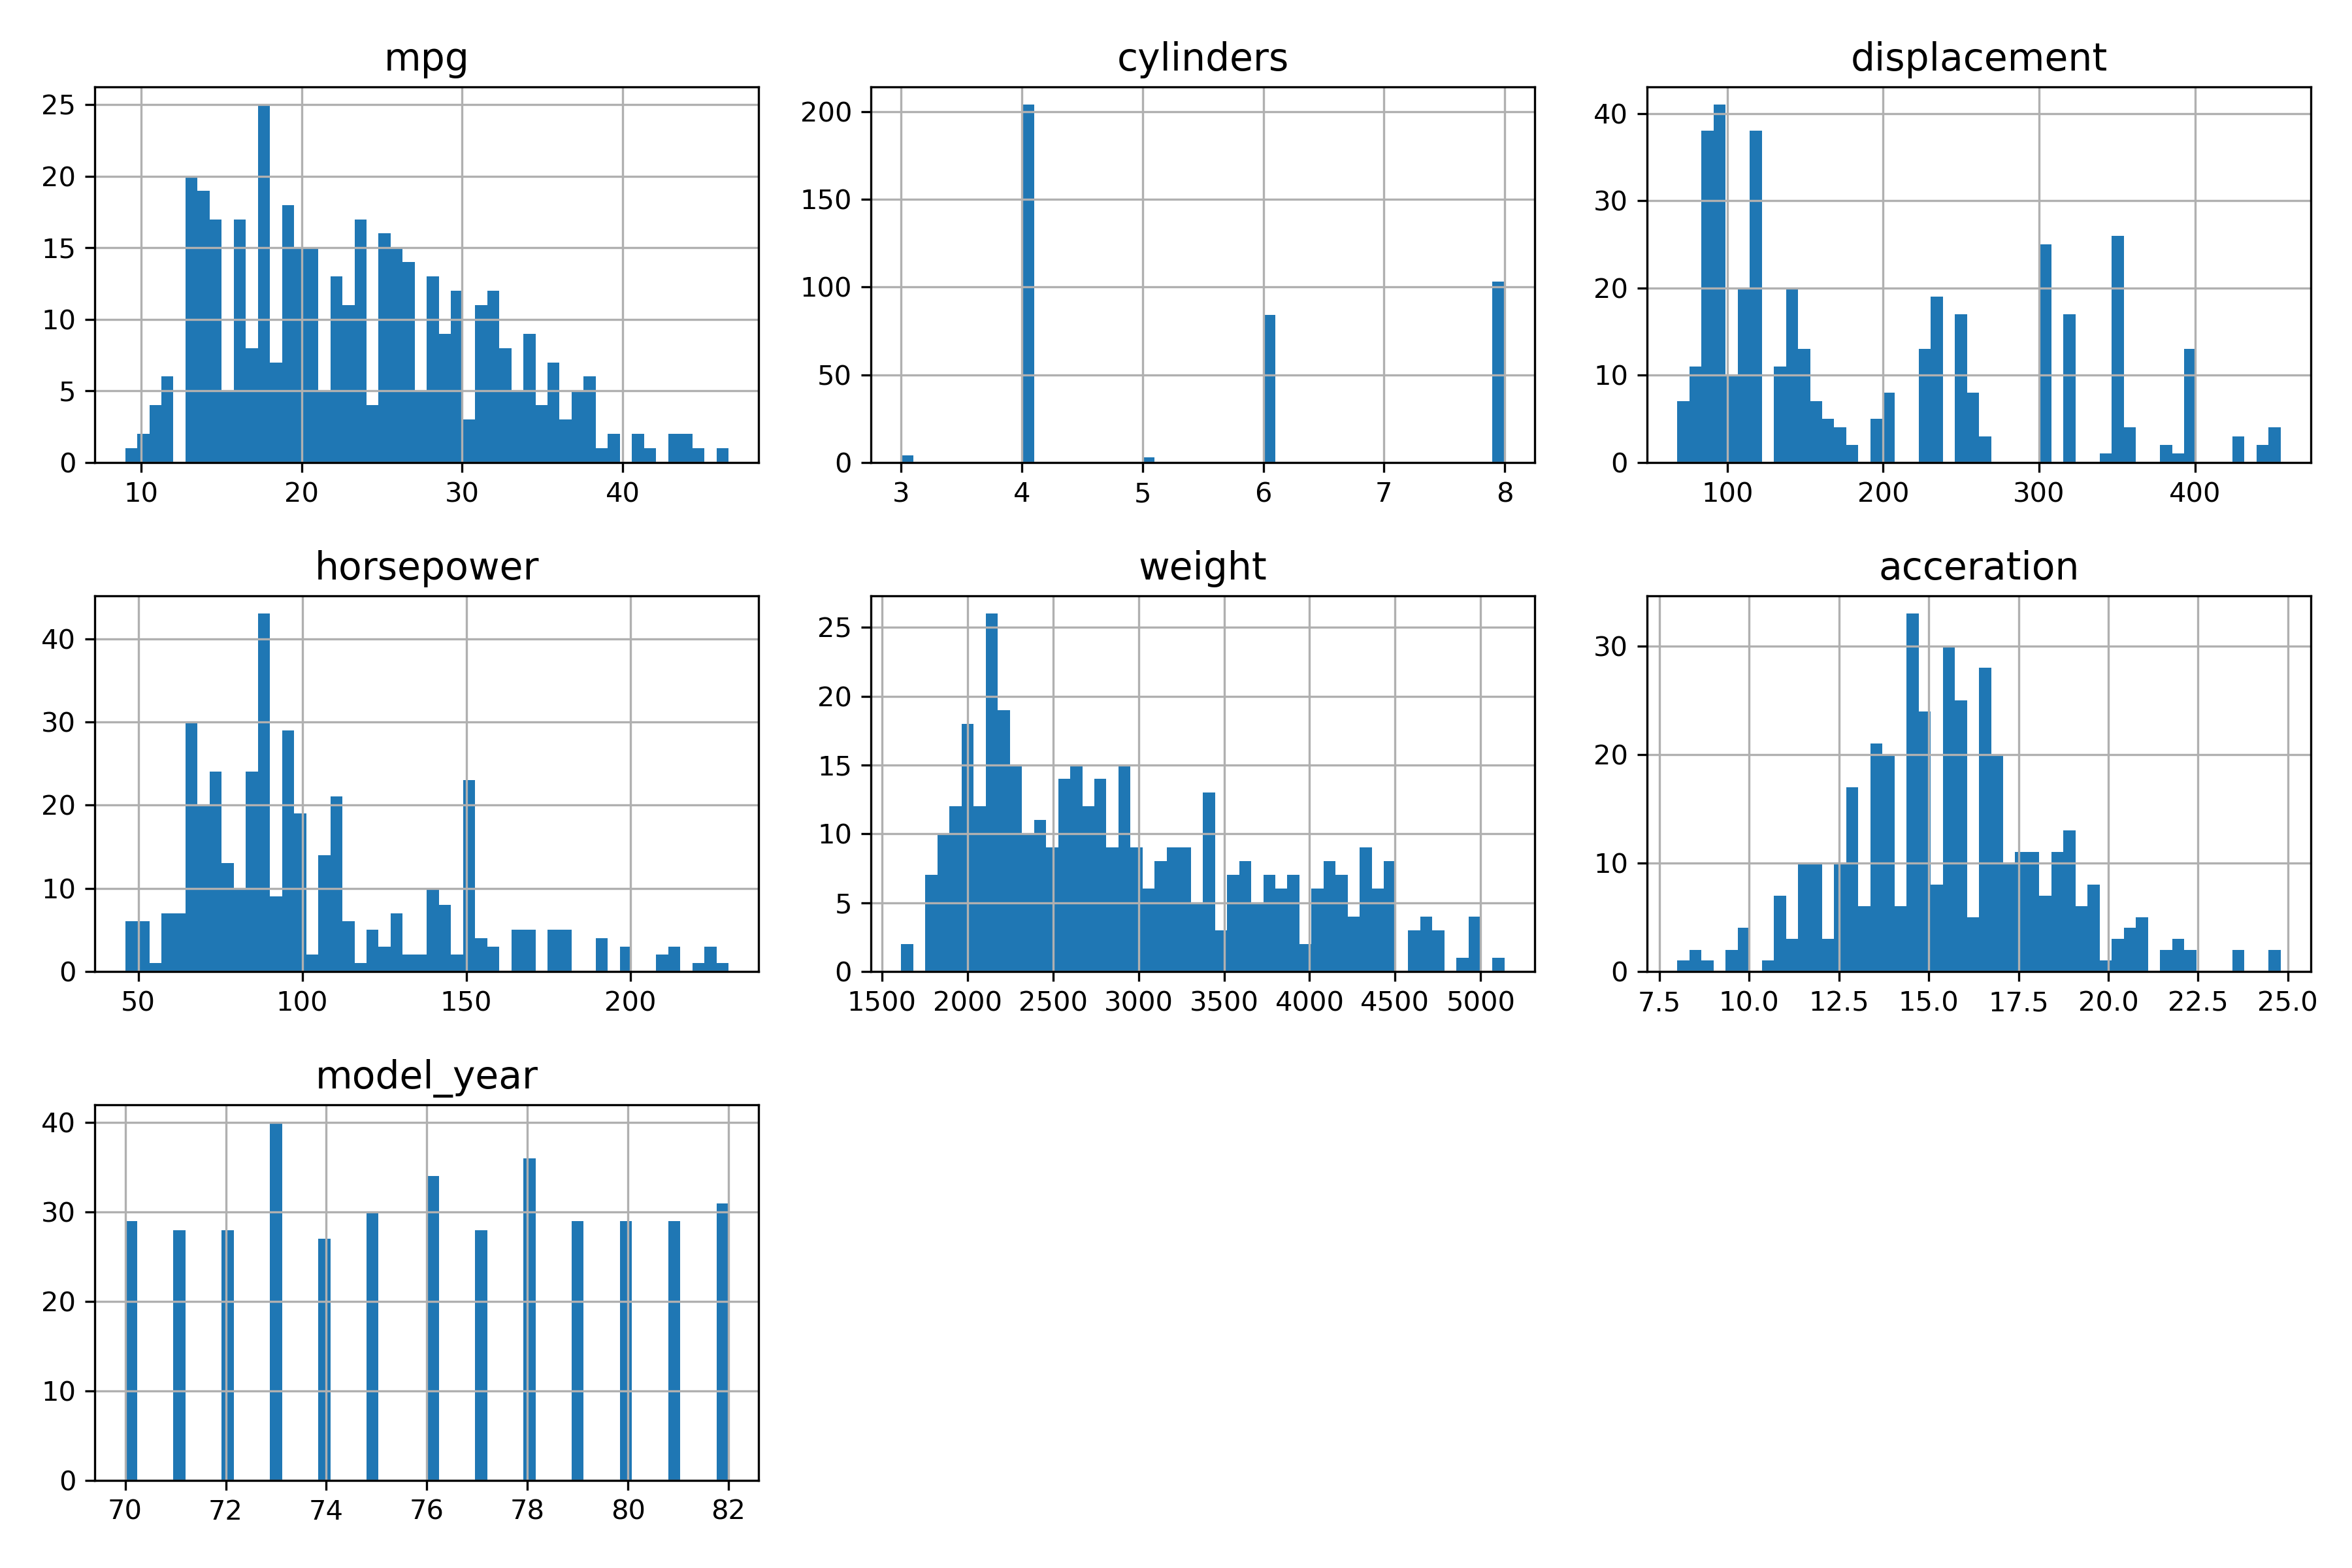 mpg
25
20
15
10
5
0
10 20 30 40
cylinders
200
150
100
50
0
3 4 5 6 7 8
displacement
40
30
20
10
0
100 200 300 400
horsepower
40
30
20
10
0
50 100 150 200
weight
25
20
15
10
5
0
1500 2000 2500 3000 3500 4000 4500 5000
acceration
30
20
10
0
7.5 10.0 12.5 15.0 17.5 20.0 22.5 25.0
model_year
40
30
20
10
0
70 72 74 76 78 80 82